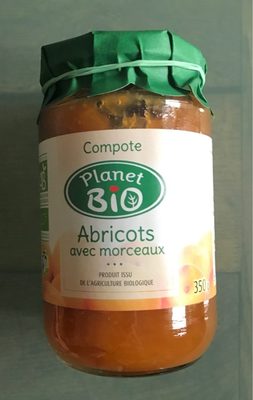 Compote
Planet
BiO
Abricots
avec morceaux
PRODUIT ISSU
DE L'AGRICULTURE BIOLOGIQUE
350